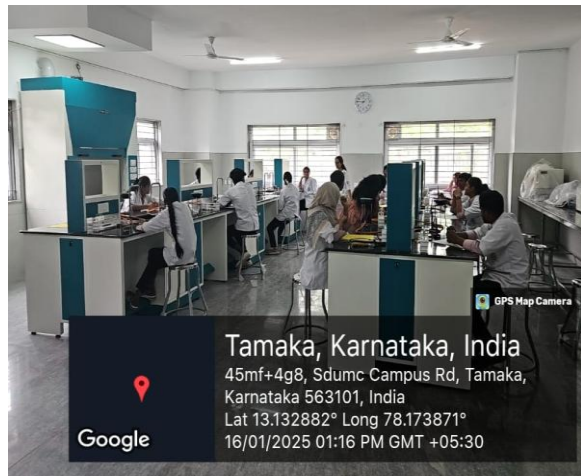 GPS Map Camera
Tamaka, Karnataka, India
45mf+4g8, Sdumc Campus Rd, Tamaka,
Karnataka 563101, India
Lat 13.132882° Long 78.173871°
16/01/2025 01:16 PM GMT +05:30
Google